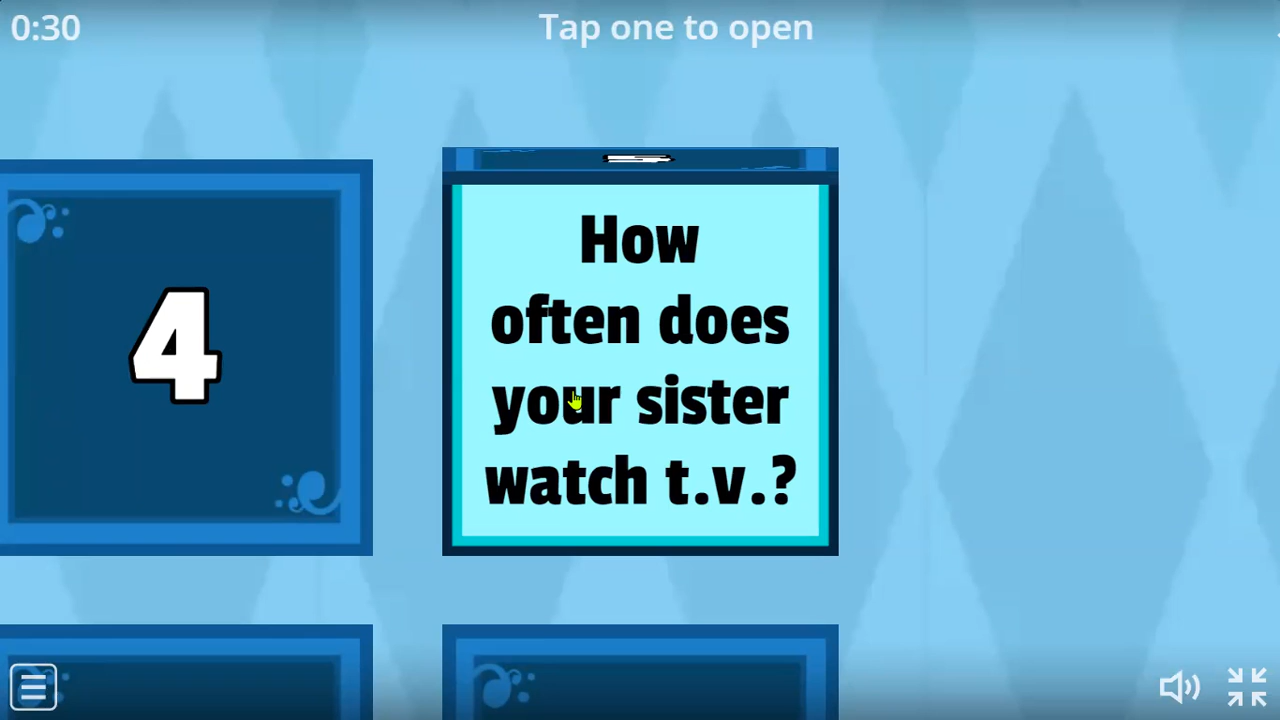 0:30
Tap one to open
4
How
often does
your sister
watch t.v.?